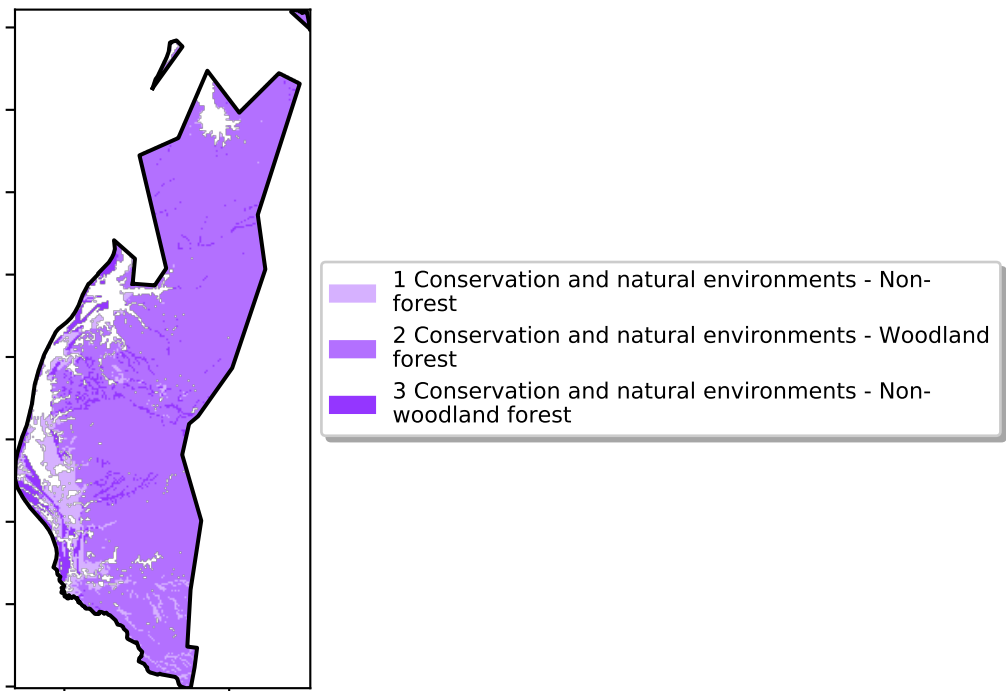 1 Conservation and natural environments - Non-
forest
2 Conservation and natural environments - Woodland
forest
3 Conservation and natural environments - Non-
woodland forest